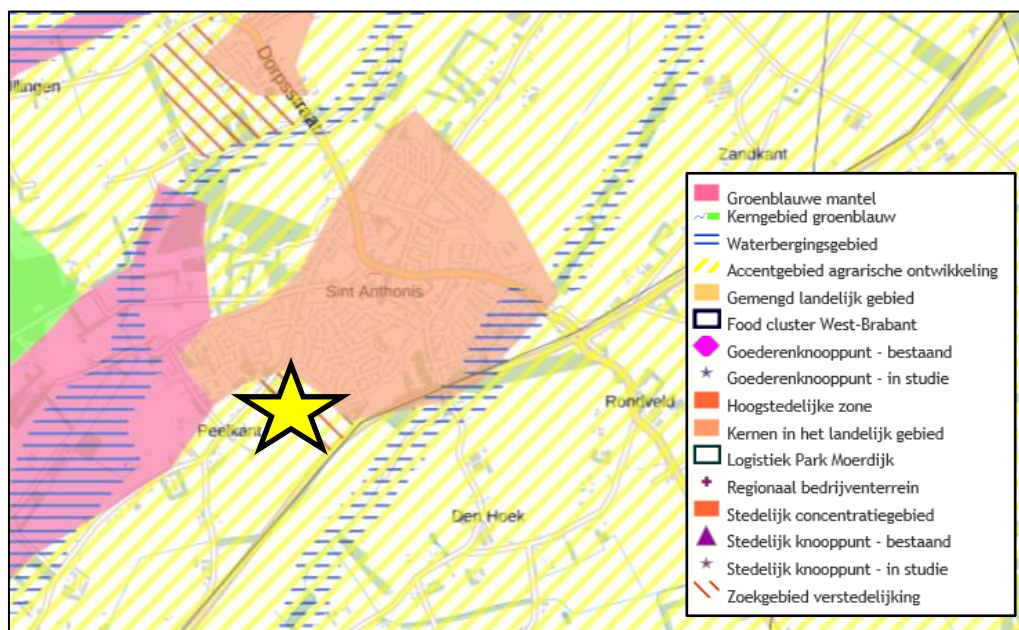 Dorpsstraat
Zandkant
Sint Anthonis
Rondveld
Den Hoek
Groenblauwe mantel
Kerngebied groenblauw
Waterbergingsgebied
Accentgebied agrarische ontwikkeling
Gemengd landelijk gebied
Food cluster West-Brabant
Goederenknooppunt - bestaand
Goederenknooppunt - in studie
Hoogstedelijke zone
Kernen in het landelijk gebied
Logistiek Park Moerdijk
Regionaal bedrijventerrein
Stedelijk concentratiegebied
Stedelijk knooppunt - bestaand
Stedelijk knooppunt - in studie
Zoekgebied verstedelijking